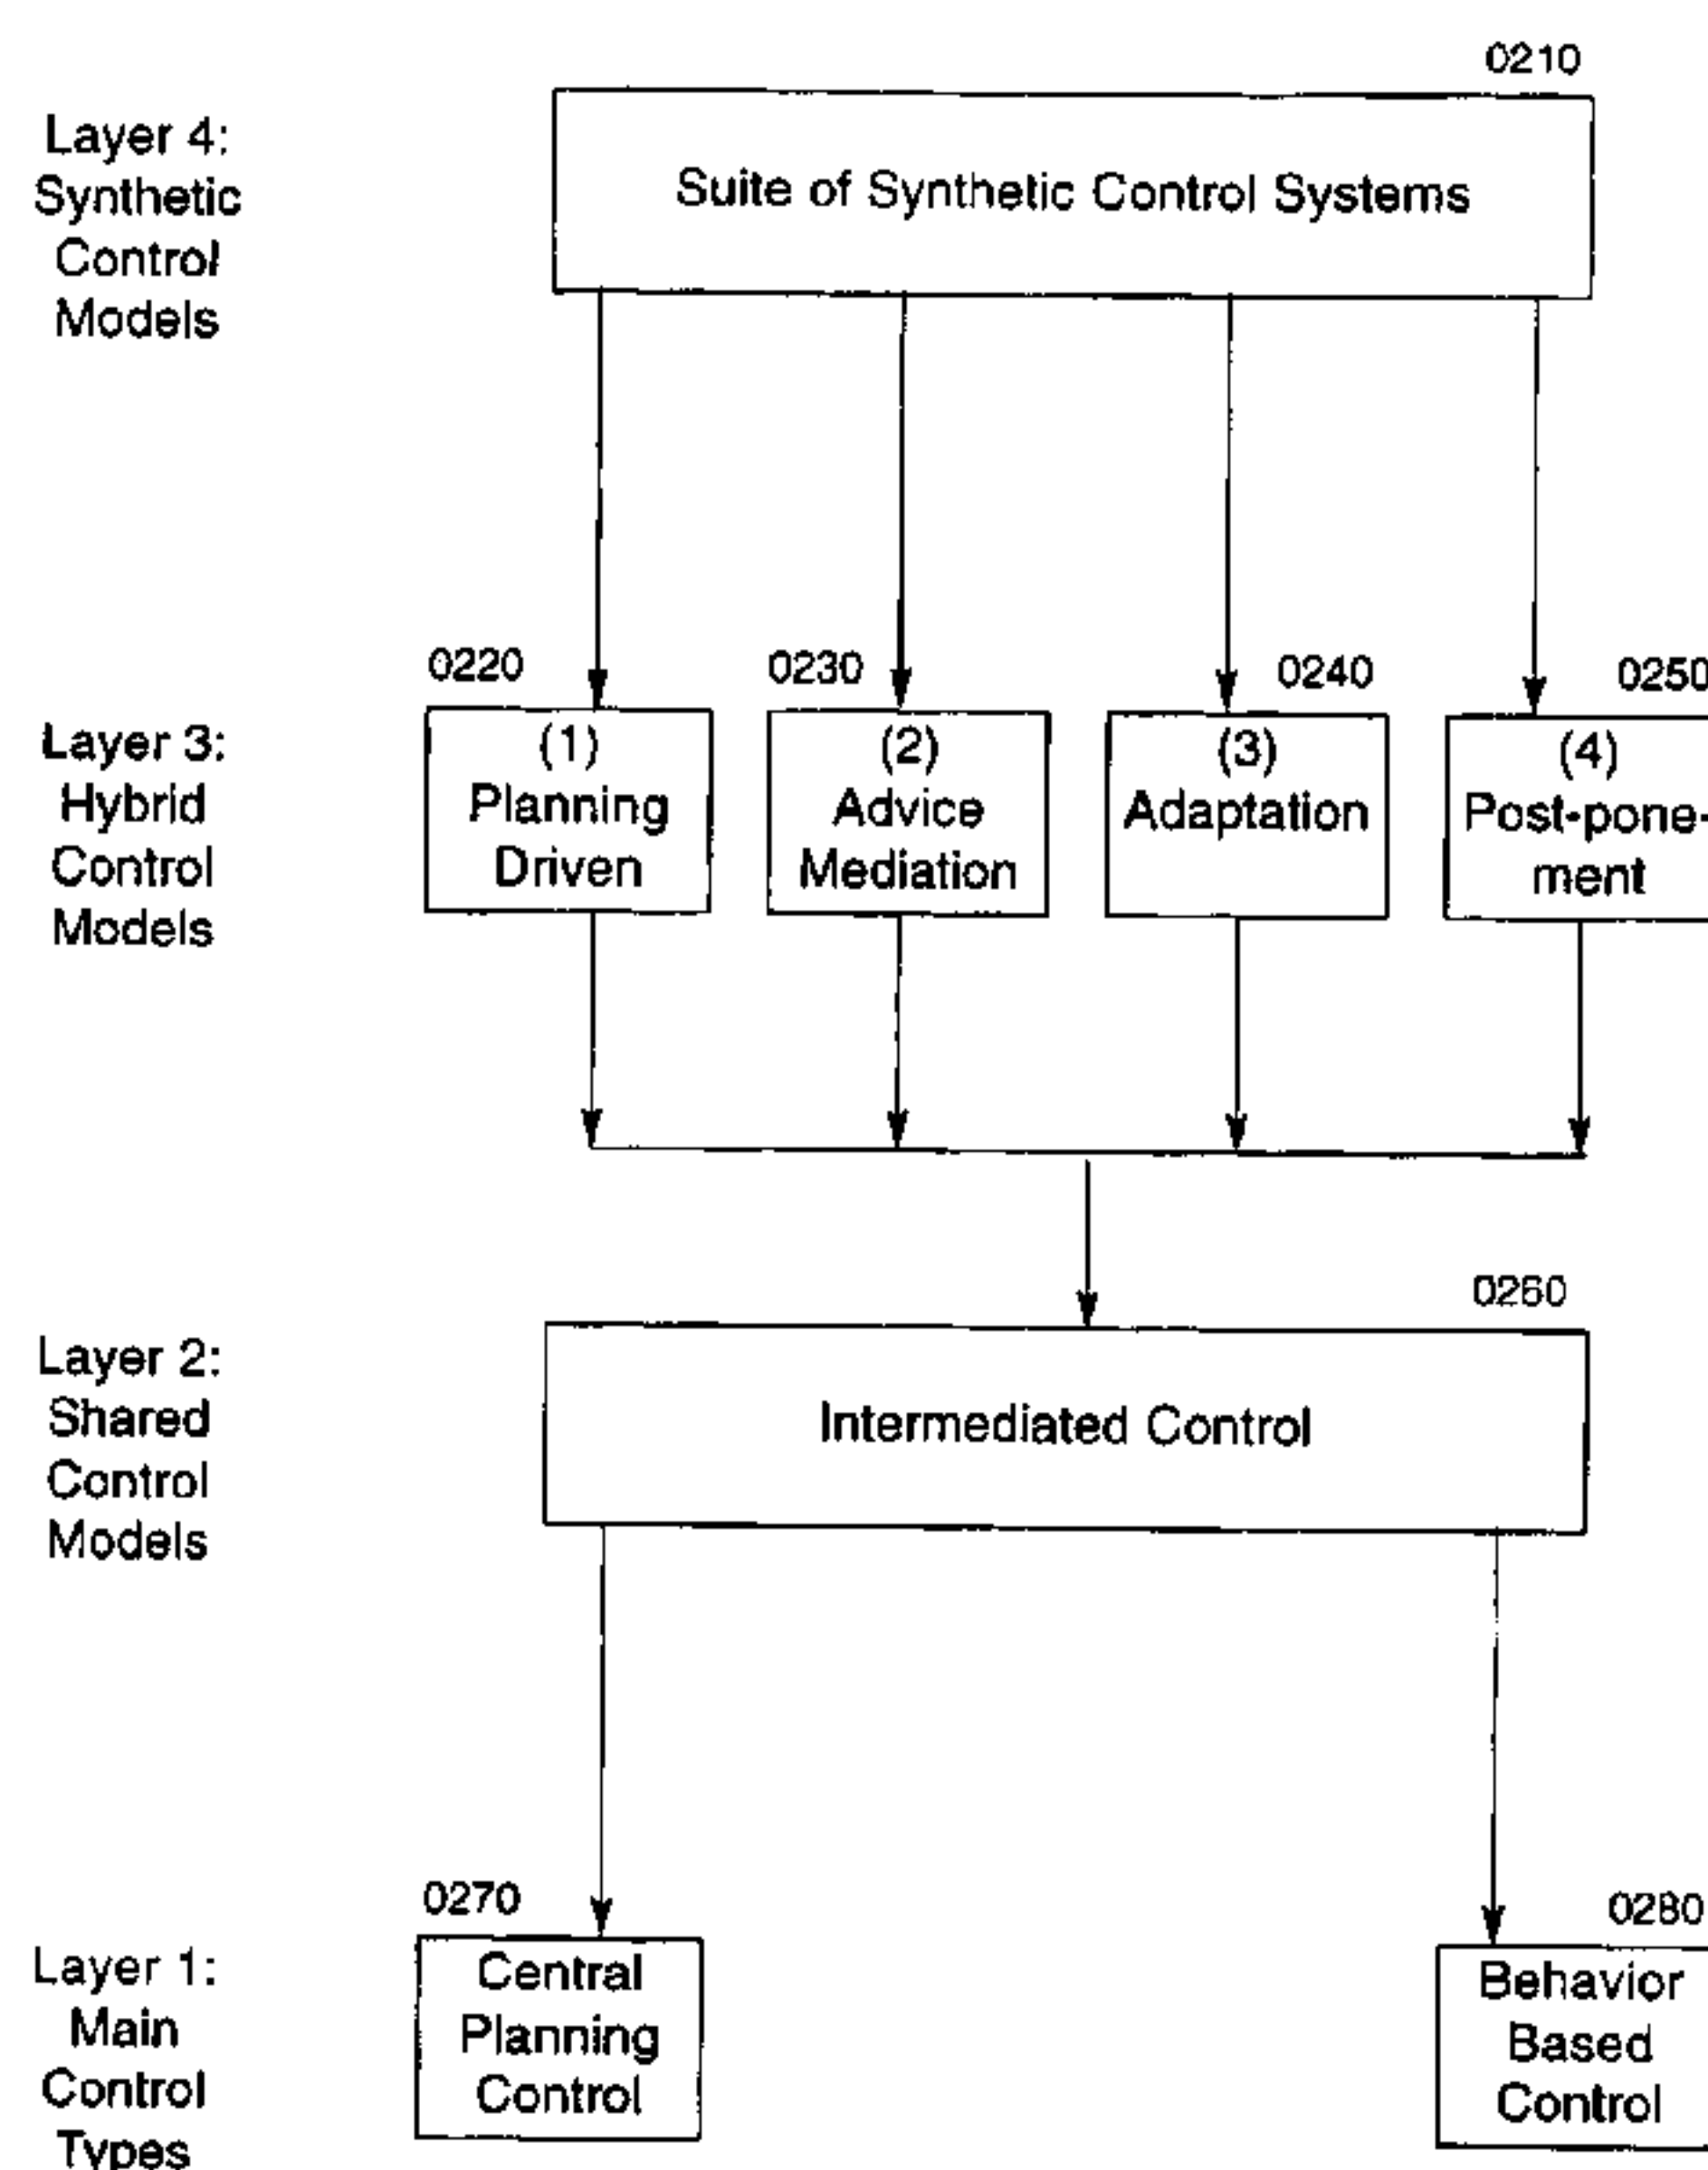 0210
Layer 4:
Synthetic
Control
Models
Suite of Synthetic Control Systems
0220
0230
0240
0250
Layer 3:
Hybrid
Control
Models
(1)
Planning
Driven
(2)
Advice
Mediation
(3)
Adaptation
(4)
Post-pone-
ment
0260
Layer 2:
Shared
Control
Models
Intermediated Control
0270
0280
Layer 1:
Main
Control
Types
Central
Planning
Control
Behavior
Based
Control